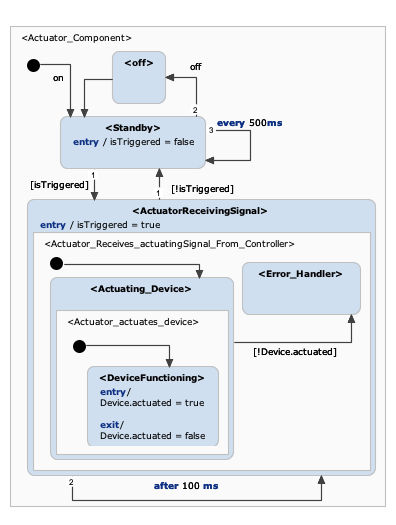 <Actuator_Component>
<off>
on
off
2
<Standby>
entry / isTriggered = false
3
every 500ms
1
[isTriggered]
1
[!isTriggered]
<ActuatorReceivingSignal>
entry / isTriggered = true
<Actuator_Receives_actuatingSignal_From_Controller>
<Actuating_Device>
<Error_Handler>
<Actuator_actuates_device>
[!Device.actuated]
<DeviceFunctioning>
entry/
Device.actuated = true
exit/
Device.actuated = false
2
after 100 ms